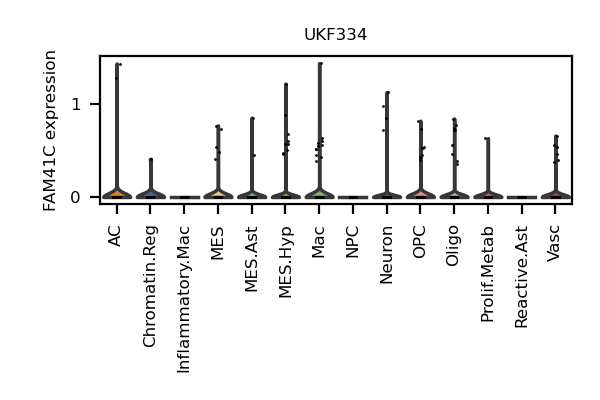 UKF334
FAM41C expression
1
0
AC
Chromatin.Reg
Inflammatory.Mac
MES
MES.Ast
MES.Hyp
Mac
NPC
Neuron
OPC
Oligo
Prolif.Metab
Reactive.Ast
Vasc